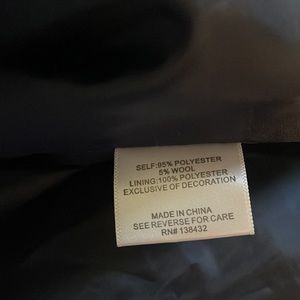 SELF:95% POLYESTER
5% WOOL
LINING:100% POLYESTER
EXCLUSIVE OF DECORATION
MADE IN CHINA
SEE REVERSE FOR CARE
RN# 138432